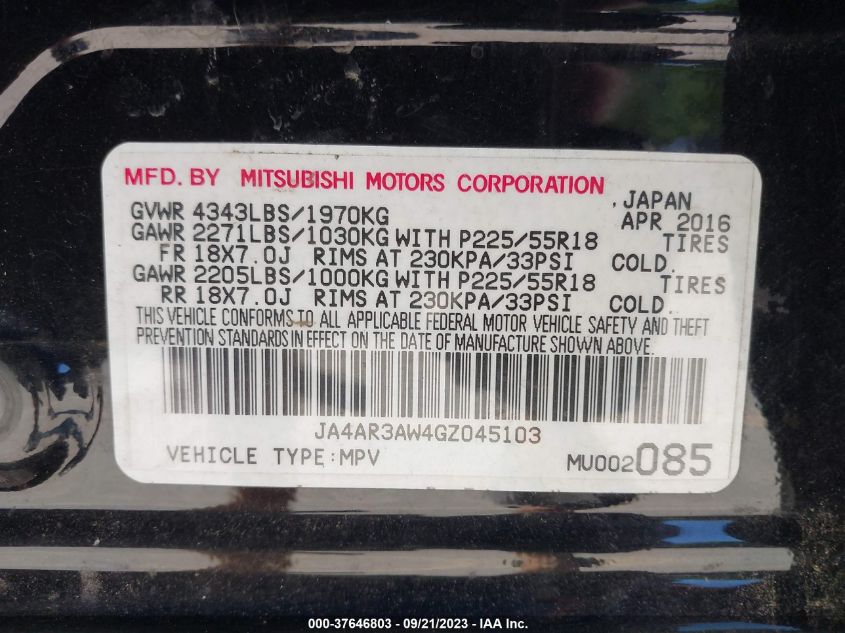 MFD. BY MITSUBISHI MOTORS CORPORATION
, JAPAN
GVWR 4343LBS/1970KG APR 2016
GAWR 2271LBS/1030KG WITH P225/55R18 TIRES
FR 18X7.0J RIMS AT 230KPA/33PSI COLD.
GAWR 2205LBS/1000KG WITH P225/55R18 TIRES
RR 18X7.0J RIMS AT 230KPA/33PSI COLD.
THIS VEHICLE CONFORMS TO ALL APPLICABLE FEDERAL MOTOR VEHICLE SAFETY AND THEFT
PREVENTION STANDARDS IN EFFECT ON THE DATE OF MANUFACTURE SHOWN ABOVE.
JA4AR3AW4GZ045103
VEHICLE TYPE:MPV MU002085
000-37646803 - 09/21/2023 - IAA Inc.